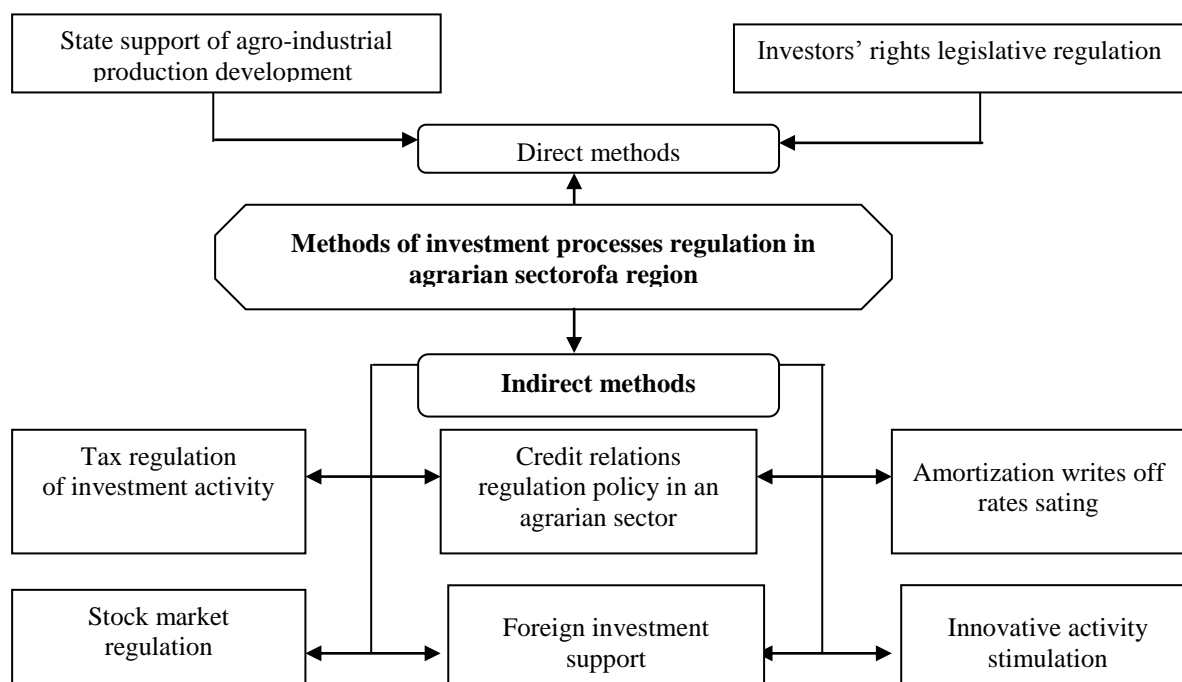 State support of agro-industrial
production development
Investors’ rights legislative regulation
Direct methods
Methods of investment processes regulation in
agrarian sectorofa region
Indirect methods
Tax regulation
of investment activity
Credit relations
regulation policy in an
agrarian sector
Amortization writes off
rates sating
Stock market
regulation
Foreign investment
support
Innovative activity
stimulation